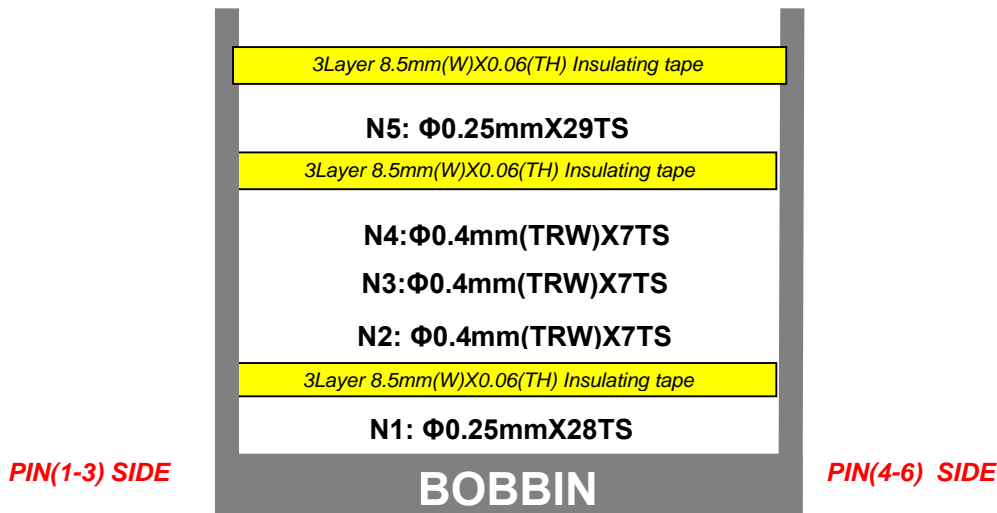 3Layer 8.5mm(W)X0.06(TH) Insulating tape
N5: Φ0.25mmX29TS
3Layer 8.5mm(W)X0.06(TH) Insulating tape
N4:Φ0.4mm(TRW)X7TS
N3:Φ0.4mm(TRW)X7TS
N2: Φ0.4mm(TRW)X7TS
3Layer 8.5mm(W)X0.06(TH) Insulating tape
N1: Φ0.25mmX28TS
PIN(1-3) SIDE
PIN(4-6) SIDE
BOBBIN